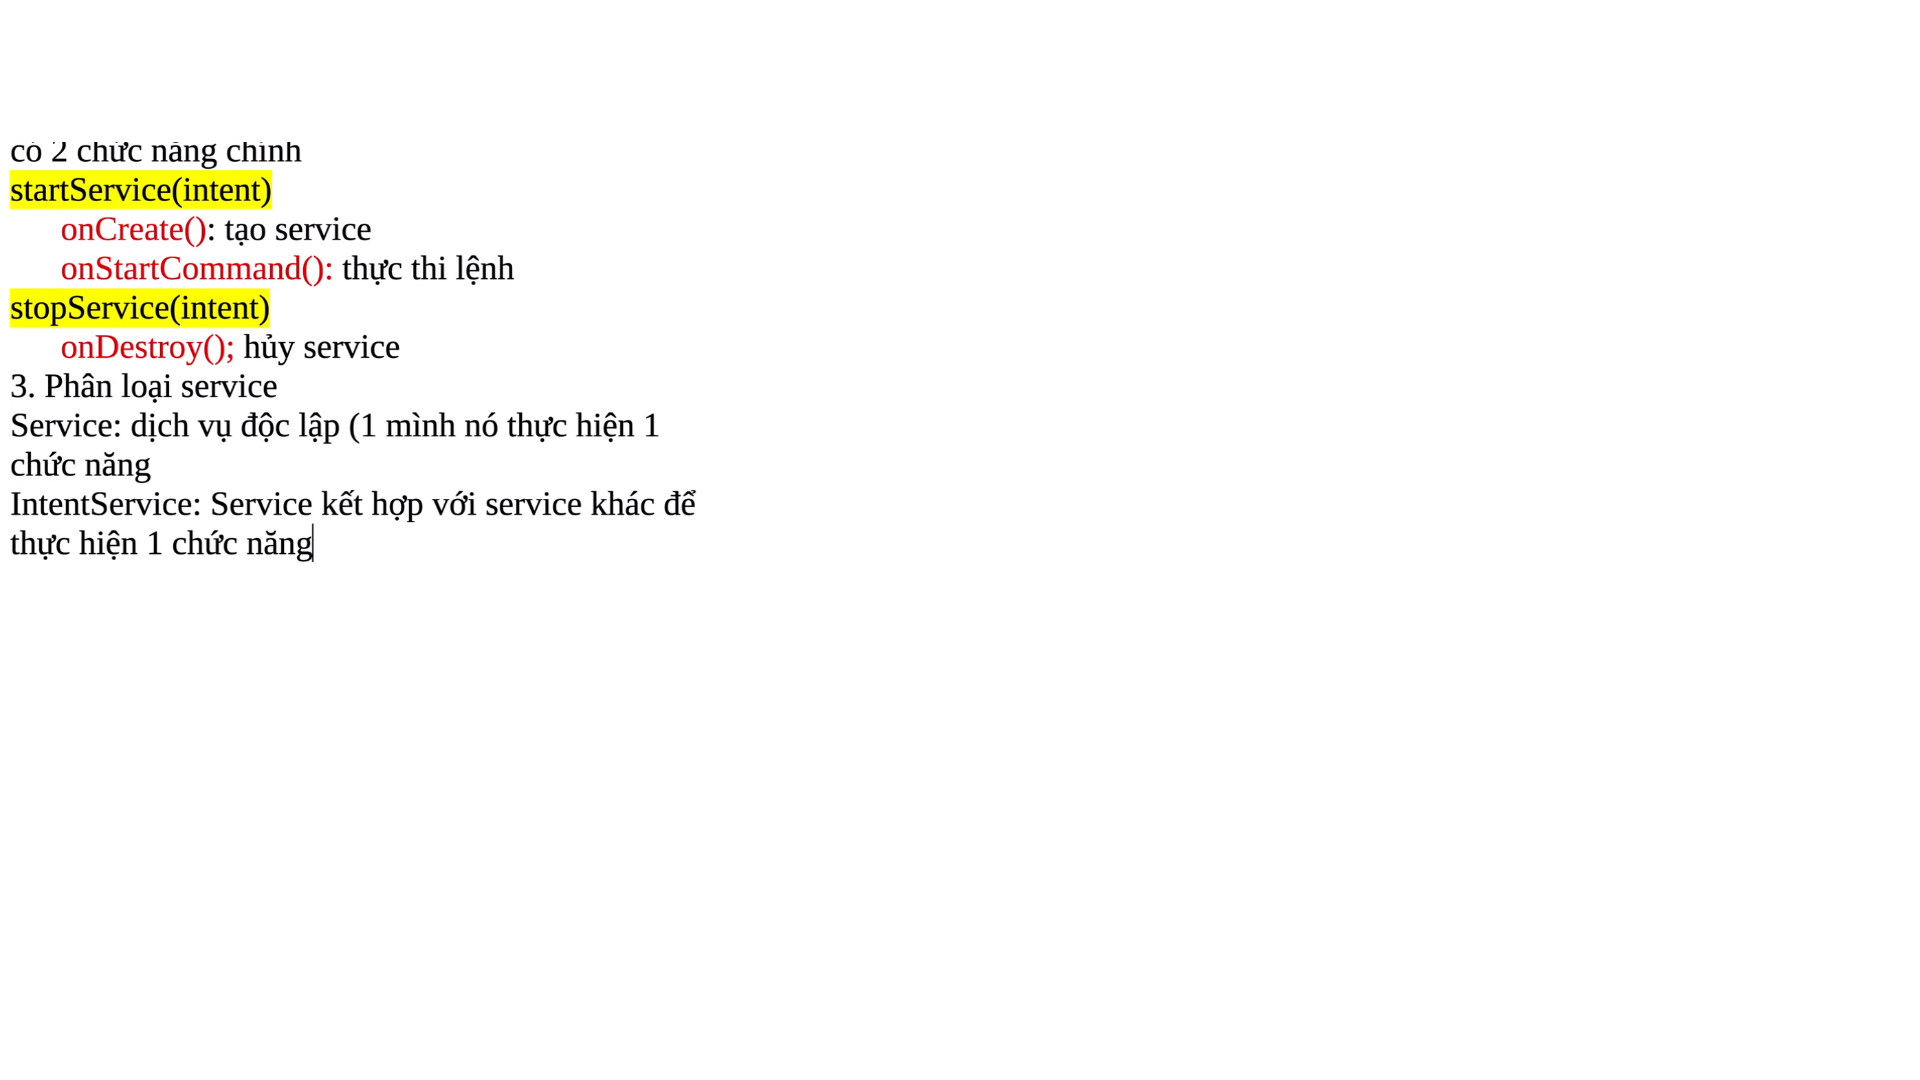 có 2 chức năng chính
startService(intent)
onCreate(): tạo service
onStartCommand(): thực thi lệnh
stopService(intent)
onDestroy(); hủy service
3. Phân loại service
Service: dịch vụ độc lập (1 mình nó thực hiện 1
chức năng
IntentService: Service kết hợp với service khác để
thực hiện 1 chức năng